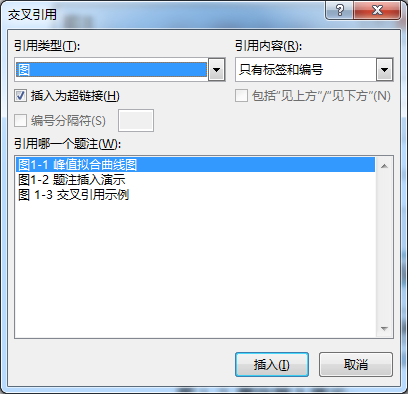 交叉引用
引用类型(T): 引用内容(R):
图 只有标签和编号
插入为超链接(H) 包括“见上方”/“见下方”(N)
编号分隔符(S)
引用哪一个题注(W):
图1-1 峰值拟合曲线图
图1-2 题注插入演示
图 1-3 交叉引用示例
插入(I) 取消